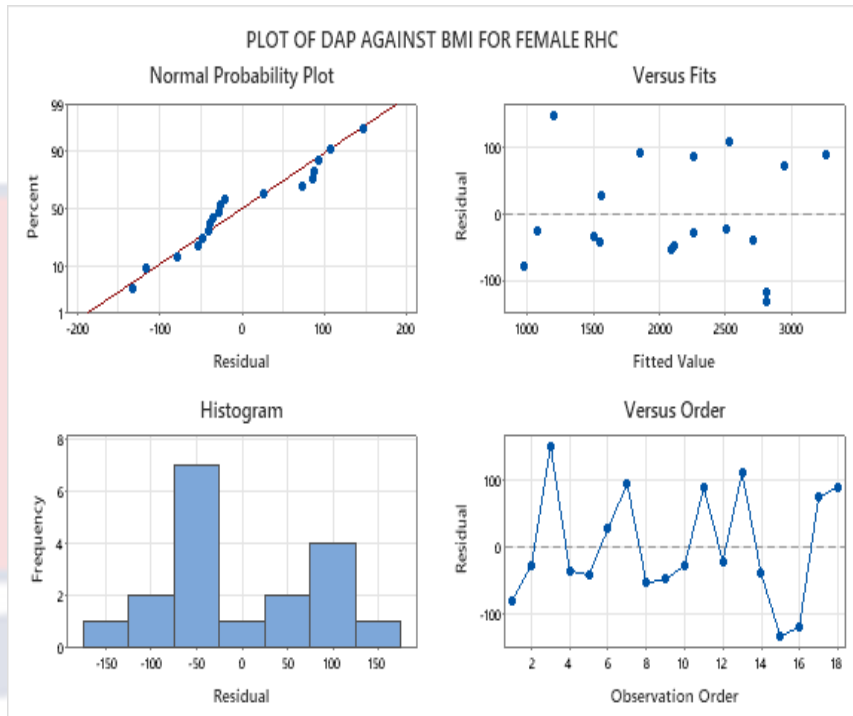 PLOT OF DAP AGAINST BMI FOR FEMALE RHC
Normal Probability Plot
99
90
50
10
1
Percent
-200 -100 0 100 200
Residual
Versus Fits
100
0
-100
Residual
1000 1500 2000 2500 3000
Fitted Value
Histogram
8
6
4
2
0
Frequency
-150 -100 -50 0 50 100 150
Residual
Versus Order
100
0
-100
Residual
2 4 6 8 10 12 14 16 18
Observation Order